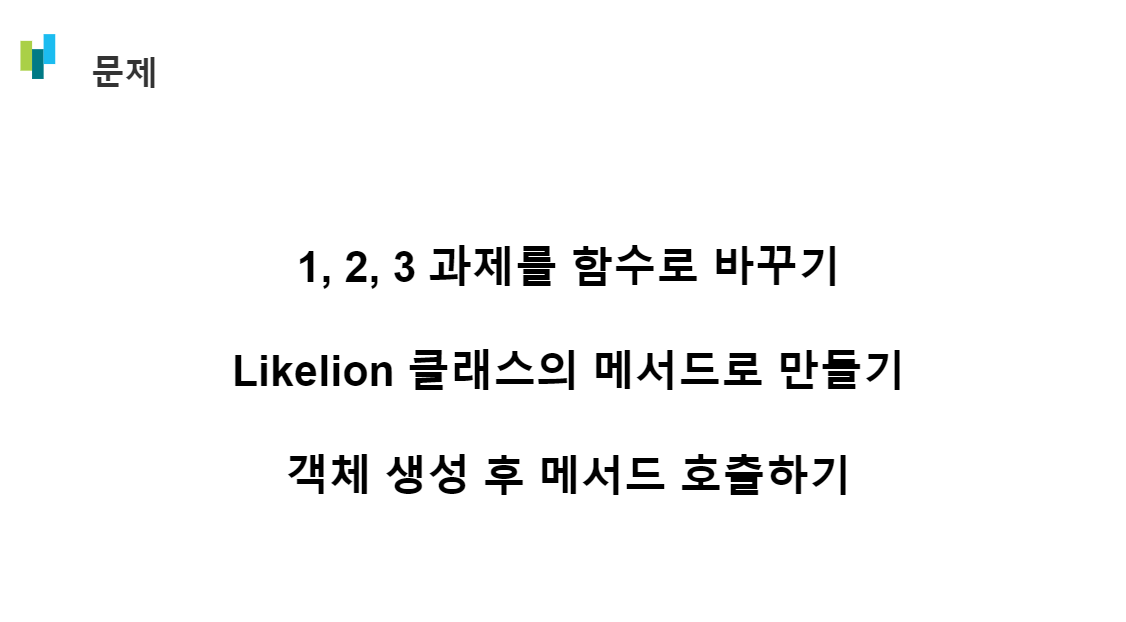 문제
1, 2, 3 과제를 함수로 바꾸기
Likelion 클래스의 메서드로 만들기
객체 생성 후 메서드 호출하기